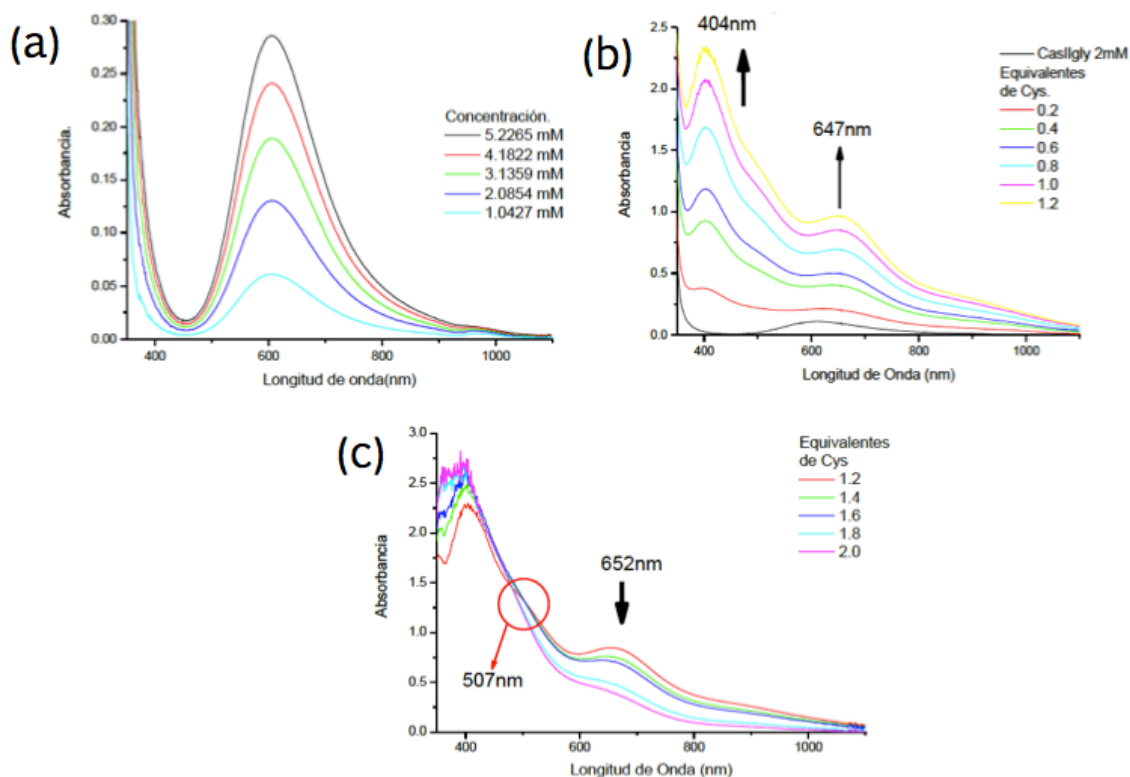 (a)
0.30
0.25
0.20
0.15
0.10
0.05
0.00
Absorbancia.
400
600
800
1000
Longitud de onda(nm)
Concentración.
5.2265 mM
4.1822 mM
3.1359 mM
2.0854 mM
1.0427 mM
(b)
2.5
2.0
1.5
1.0
0.5
0.0
Absorbancia
404nm
647nm
400
600
800
1000
Longitud de Onda (nm)
CasIIgly 2mM
Equivalentes
de Cys.
0.2
0.4
0.6
0.8
1.0
1.2
(c)
3.0
2.5
2.0
1.5
1.0
0.5
0.0
Absorbancia
652nm
507nm
400
600
800
1000
Longitud de Onda (nm)
Equivalentes
de Cys
1.2
1.4
1.6
1.8
2.0